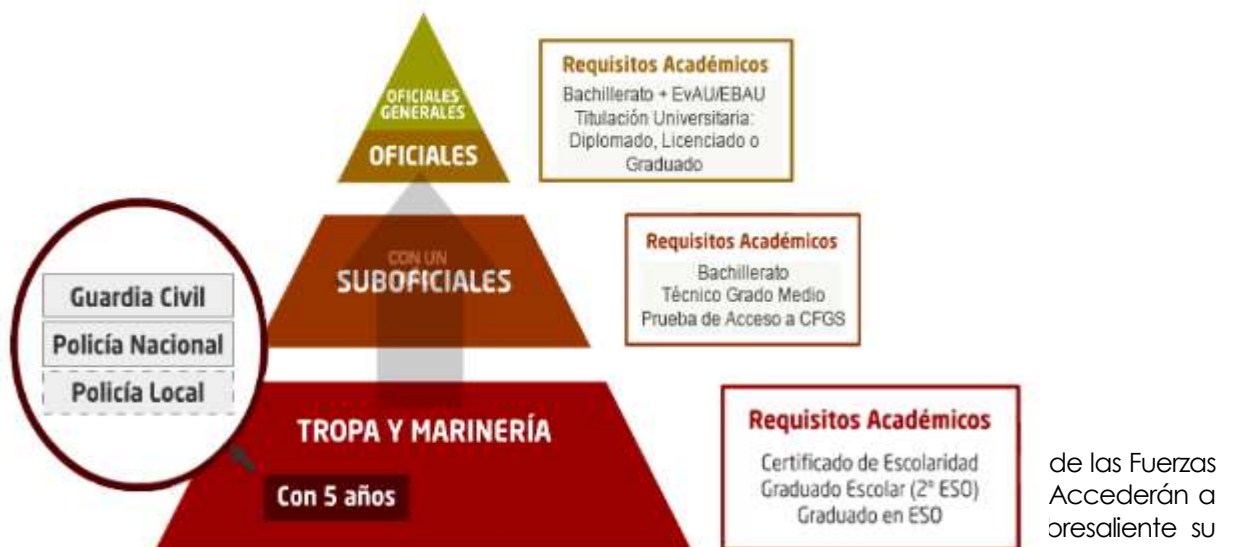 OFICIALES
GENERALES
OFICIALES
Requisitos Académicos
Bachillerato + EvAU/EBAU
Titulación Universitaria:
Diplomado, Licenciado o
Graduado
CON UN
SUBOFICIALES
Requisitos Académicos
Bachillerato
Técnico Grado Medio
Prueba de Acceso a CFGS
Guardia Civil
Policía Nacional
Policía Local
TROPA Y MARINERÍA
Con 5 años
Requisitos Académicos
Certificado de Escolaridad
Graduado Escolar (2º ESO)
Graduado en ESO
de las Fuerzas
Accederán a
su